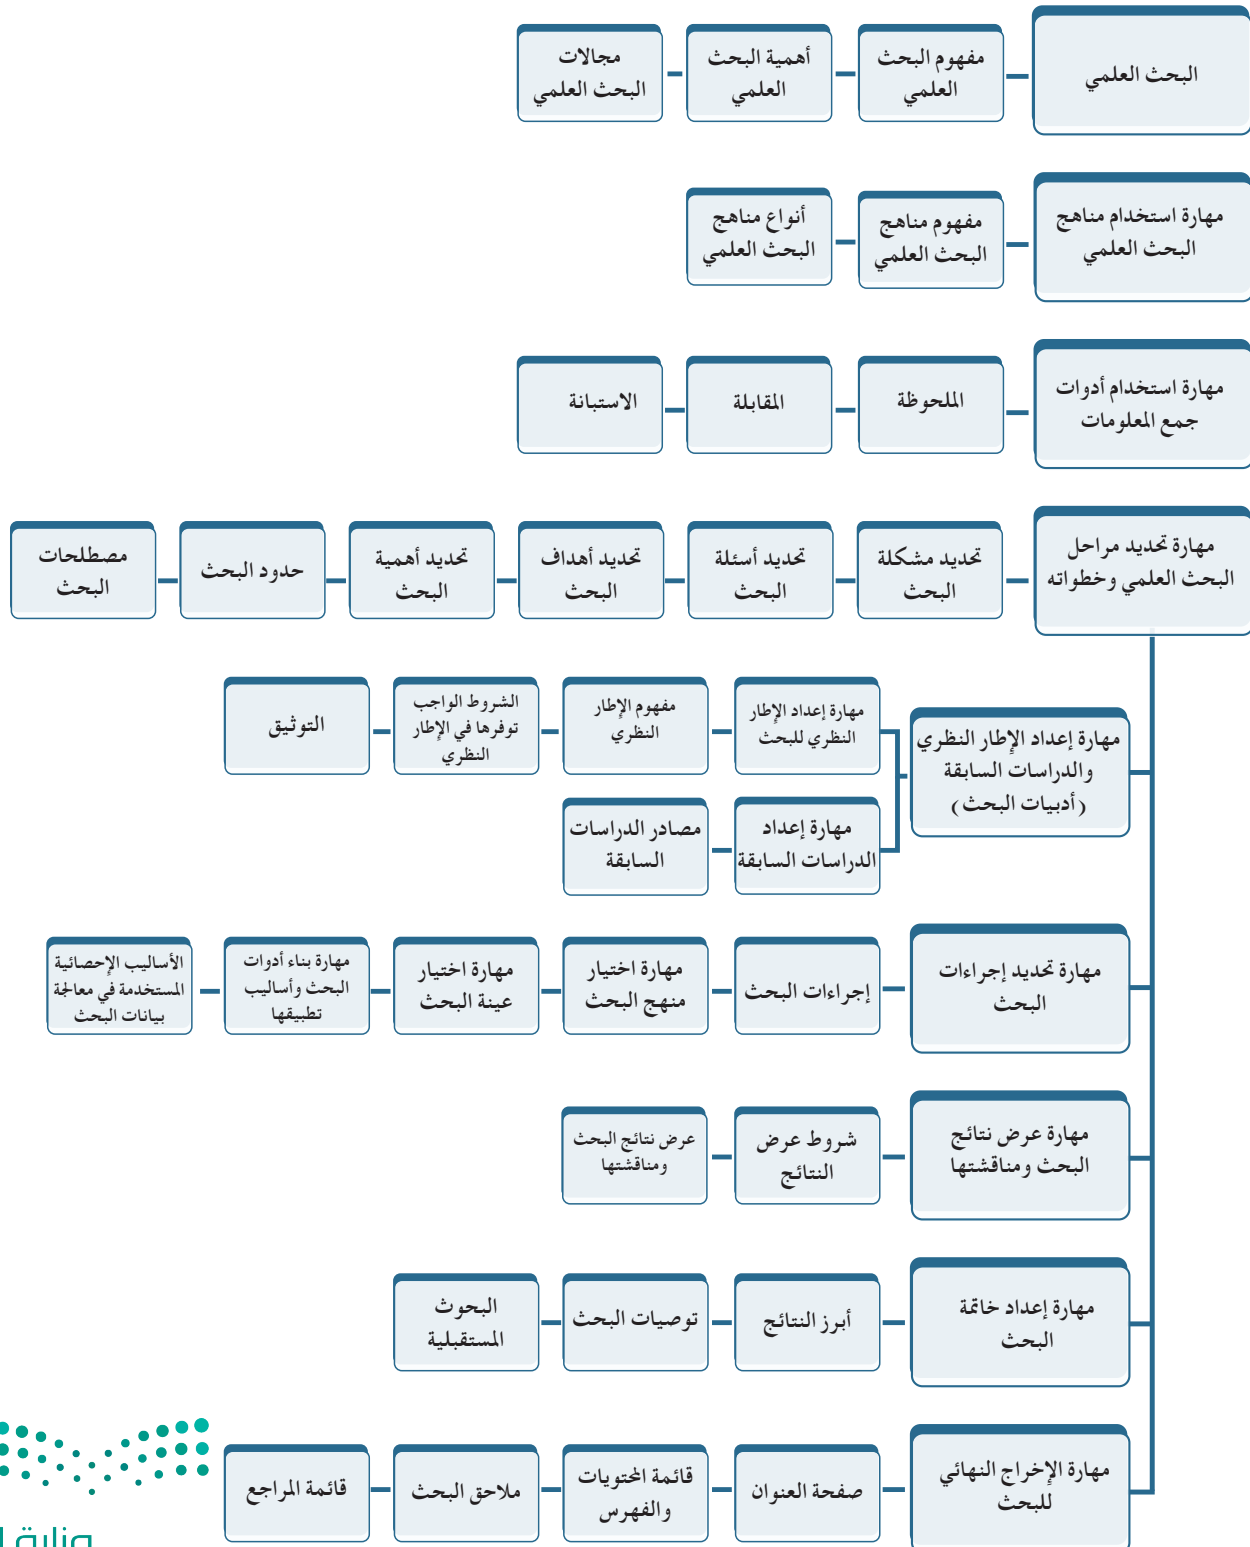 البحث العلمي
مفهوم البحث
العلمي
أهمية البحث
العلمي
مجالات
البحث العلمي
مهارة استخدام مناهج
البحث العلمي
مفهوم مناهج
البحث العلمي
أنواع مناهج
البحث العلمي
مهارة استخدام أدوات
جمع المعلومات
الملحوظة
المقابلة
الاستبانة
مهارة تحديد مراحل
البحث العلمي وخطواته
تحديد مشكلة
البحث
تحديد أسئلة
البحث
تحديد أهداف
البحث
تحديد أهمية
البحث
حدود البحث
مصطلحات
البحث
مهارة إعداد الإطار النظري
والدراسات السابقة
(أدبيات البحث)
مهارة إعداد الإطار
النظري للبحث
مفهوم الإطار
النظري
الشروط الواجب
توفرها في الإطار
النظري
التوثيق
مهارة إعداد
الدراسات السابقة
مصادر الدراسات
السابقة
مهارة تحديد إجراءات
البحث
إجراءات البحث
مهارة اختيار
منهج البحث
مهارة اختيار
عينة البحث
مهارة بناء أدوات
البحث وأساليب
تطبيقها
الأساليب الإحصائية
المستخدمة في معالجة
بيانات البحث
مهارة عرض نتائج
البحث ومناقشتها
شروط عرض
النتائج
عرض نتائج البحث
ومناقشتها
مهارة إعداد خاتمة
البحث
أبرز النتائج
توصيات البحث
البحوث
المستقبلية
مهارة الإخراج النهائي
للبحث
صفحة العنوان
قائمة المحتويات
والفهرس
ملاحق البحث
قائمة المراجع
وزارة